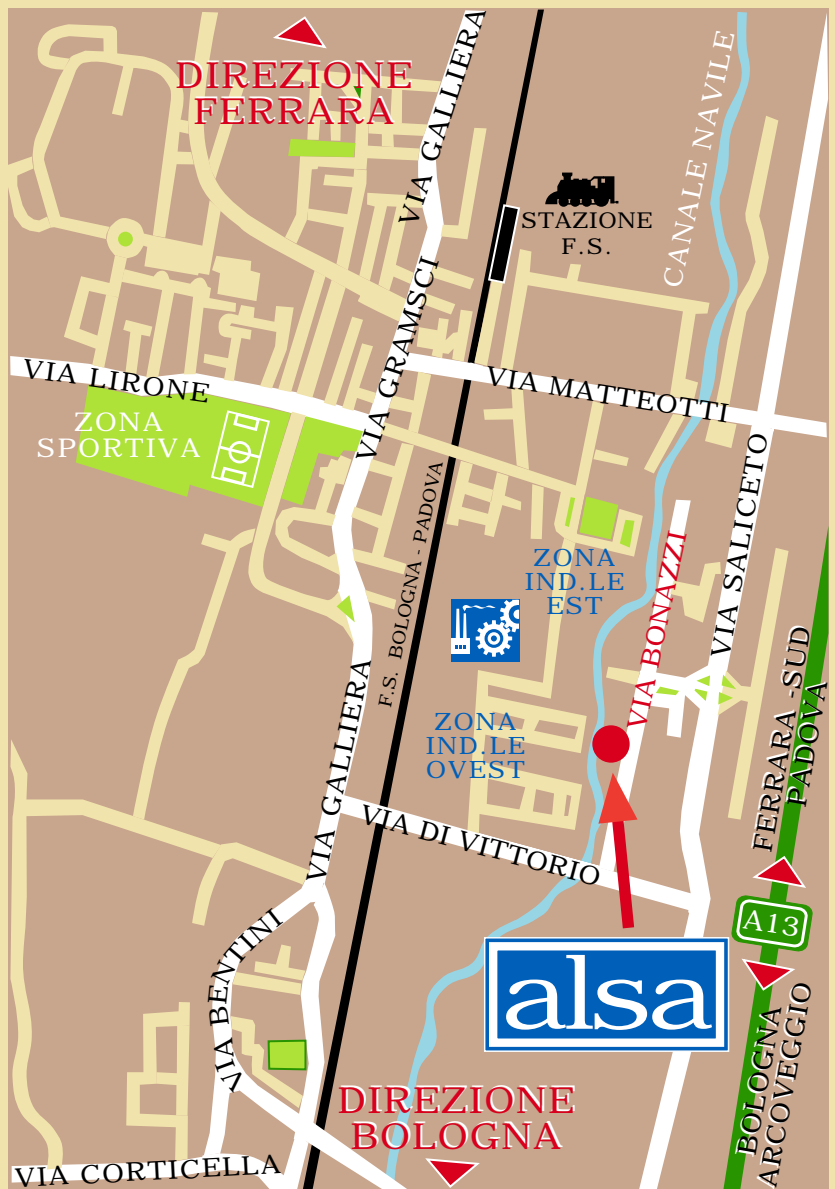 DIREZIONE
FERRARA
VIA GALLIERA
CANALE NAVILE
STAZIONE
F.S.
VIA GRAMSCI
VIA LIRONE
VIA MATTEOTTI
ZONA
SPORTIVA
VIA SALICETO
F.S. BOLOGNA - PADOVA
ZONA
IND.LE
EST
VIA BONAZZI
FERRARA -SUD
PADOVA
VIA GALLIERA
ZONA
IND.LE
OVEST
VIA DI VITTORIO
A13
VIA BENTINI
alsa
BOLOGNA
ARCOVEGGIO
DIREZIONE
BOLOGNA
VIA CORTICELLA